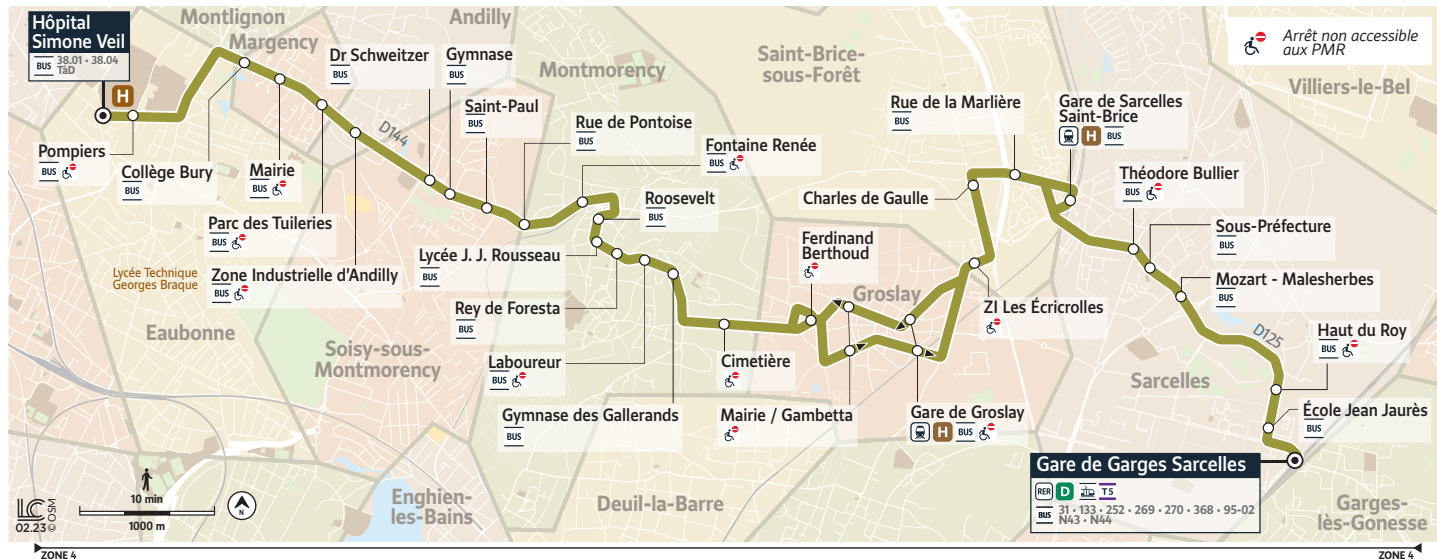 Hôpital
Simone Veil
BUS 38.01 • 38.04
TàD
H
Montlignon
Margency
Andilly
Dr Schweitzer
BUS
Gymnase
BUS
Saint-Paul
BUS
Montmorency
Rue de Pontoise
BUS
Fontaine Renée
BUS
Saint-Brice-
sous-Forêt
Rue de la Marlière
BUS
Gare de Sarcelles
Saint-Brice
H BUS
Arrêt non accessible
aux PMR
Villiers-le-Bel
Pompiers
BUS
Collège Bury
BUS
Mairie
BUS
D144
Parc des Tuileries
BUS
Lycée Technique
Georges Braque
Zone Industrielle d'Andilly
BUS
Roosevelt
BUS
Lycée J. J. Rousseau
BUS
Rey de Foresta
BUS
Laboureur
BUS
Gymnase des Gallerands
BUS
Charles de Gaulle
Ferdinand
Berthoud
Groslay
Cimetière
Mairie / Gambetta
Gare de Groslay
H BUS
ZI Les Écricrolles
Théodore Bullier
BUS
Sous-Préfecture
BUS
Mozart - Malesherbes
BUS
D125
Haut du Roy
BUS
Sarcelles
École Jean Jaurès
BUS
Gare de Garges Sarcelles
RER D T5
BUS 31 • 133 • 252 • 269 • 270 • 368 • 95-02
N43 • N44
Eaubonne
Soisy-sous-
Montmorency
Enghien-
les-Bains
Deuil-la-Barre
Garges-
lès-Gonesse
10 min
1000 m
N
LC
02.23 © OSM
ZONE 4
ZONE 4